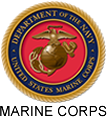 DEPARTMENT OF THE NAVY
UNITED STATES MARINE CORPS
MARINE CORPS